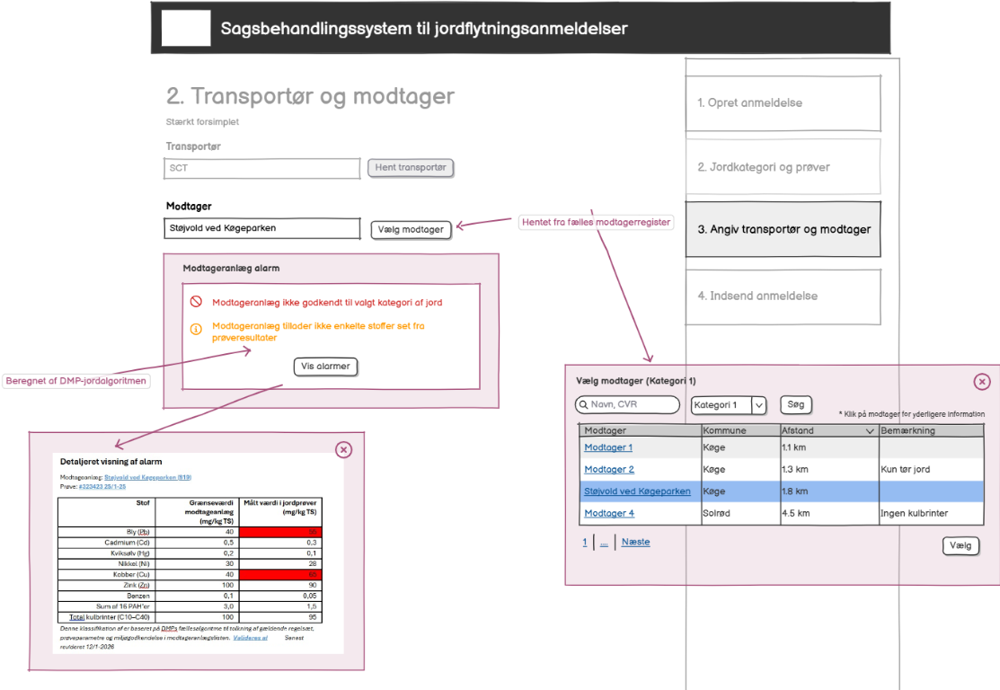 Sagsbehandlingssystem til jordflytningsanmeldelser
2. Transportør og modtager
Stærkt forsimplet
Transportør
SCT
Hent transportør
Modtager
Støjvold ved Køgeparken
Vælg modtager
Hentet fra fælles modtagerregister
1. Opret anmeldelse
2. Jordkategori og prøver
3. Angiv transportør og modtager
4. Indsend anmeldelse
Modtageranlæg alarm
Modtageranlæg ikke godkendt til valgt kategori af jord
Modtageranlæg tillader ikke enkelte stoffer set fra
prøveresultater
Vis alarmer
Beregnet af DMP-jordalgoritmen
Detaljeret visning af alarm
Modtageanlæg: Støjvold ved Køgeparken (919)
Prøve: #323423 25/1-25
Stof Grænseværdi Målt værdi i jordprøver
modtageanlæg (mg/kg TS)
(mg/kg TS)
Bly (Pb) 40
Cadmium (Cd) 0,5 0,3
Kviksølv (Hg) 0,2 0,1
Nikkel (Ni) 30 28
Kobber (Cu) 40
Zink (Zn) 100 90
Benzen 0,1 0,05
Sum af 16 PAH'er 3,0 1,5
Total kulbrinter (C10–C40) 100 95
Denne klassifikation af er baseret på DMPs fællesalgoritme til tolkning af gældende regelsæt,
prøveparametre og miljøgodkendelse i modtageranlægslisten. Valideres af Senest
revideret 12/1-2026
Vælg modtager (Kategori 1)
Navn, CVR
Kategori 1
Søg
* Klik på modtager for yderligere information
Modtager Kommune Afstand Bemærkning
Modtager 1 Køge 1.1 km
Modtager 2 Køge 1.3 km Kun tør jord
Støjvold ved Køgeparken Køge 1.8 km
Modtager 4 Solrød 4.5 km Ingen kulbrinter
1 ... Næste
Vælg